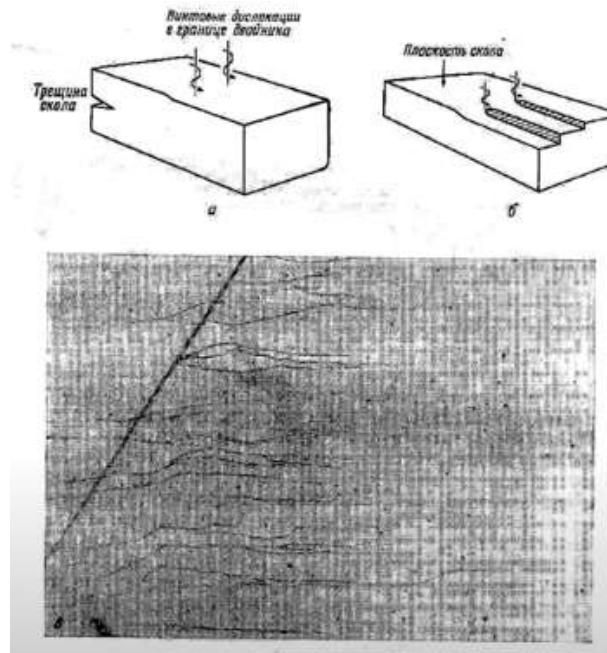 Винтовые дислокации
в границе двойника
Трещина
скола
Плоскость скола
а
б
в